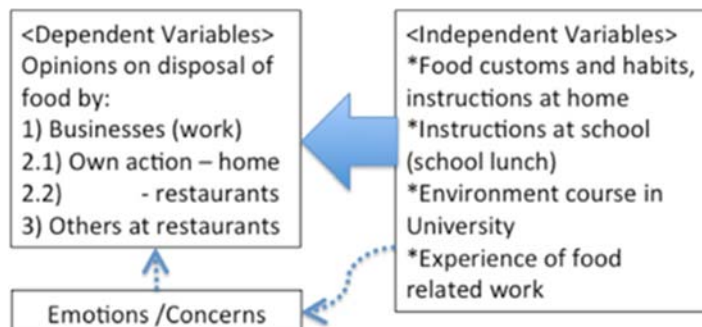 <Dependent Variables>
Opinions on disposal of
food by:
1) Businesses (work)
2.1) Own action – home
2.2) - restaurants
3) Others at restaurants
Emotions /Concerns
<Independent Variables>
*Food customs and habits,
instructions at home
*Instructions at school
(school lunch)
*Environment course in
University
*Experience of food
related work